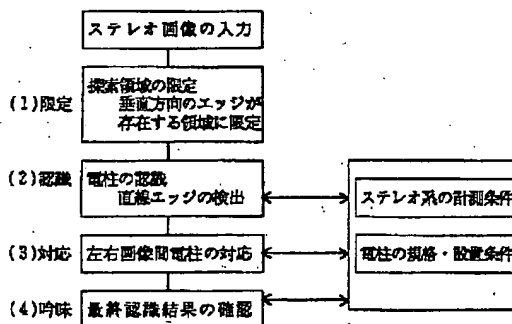 ステレオ画像の入力
(1)限定
探索領域の限定
垂直方向のエッジが
存在する領域に限定
(2)認識
電柱の認識
直線エッジの検出
ステレオ系の計測条件
(3)対応
左右画像間電柱の対応
電柱の規格・設置条件
(4)吟味
最終認識結果の確認